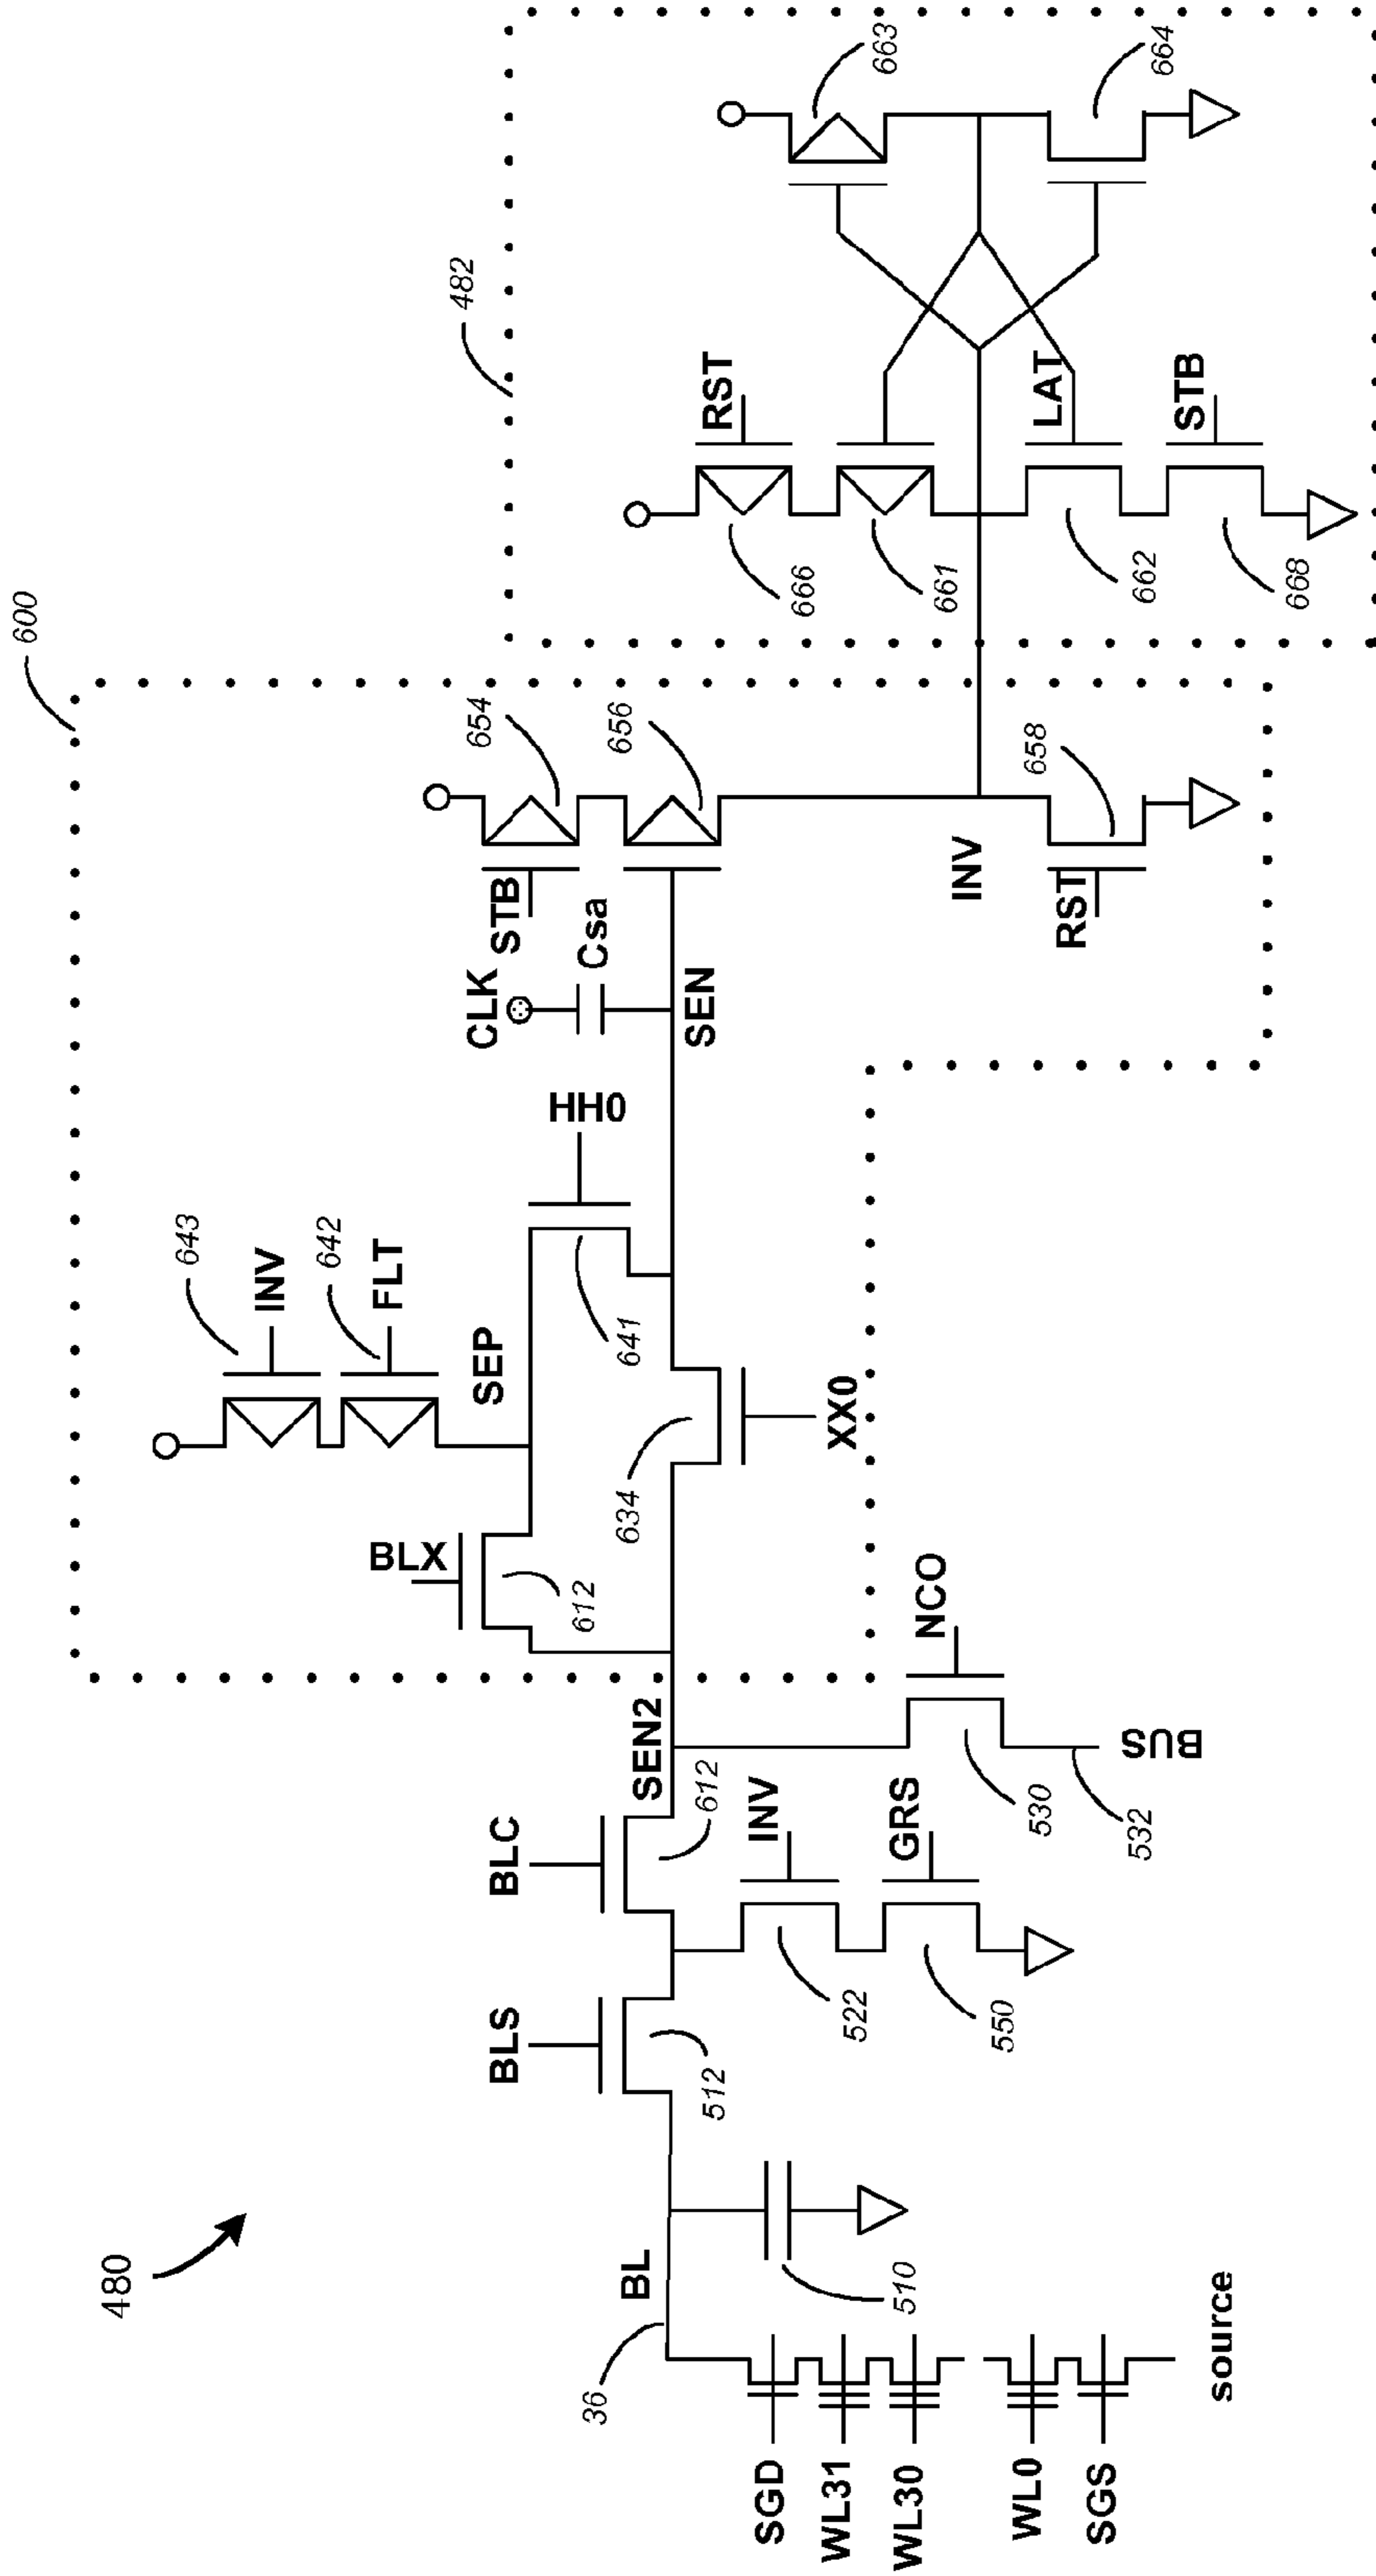 480
600
482
643
INV
642
FLT
SEP
BLX
612
641
HH0
634
XX0
CLK
Csa
STB
SEN
654
656
INV
RST
658
RST
666
661
LAT
662
STB
668
663
664
36
BL
510
BLS
512
BLC
612
SEN2
INV
522
GRS
550
NCO
530
532
BUS
SGD
WL31
WL30
WL0
SGS
source